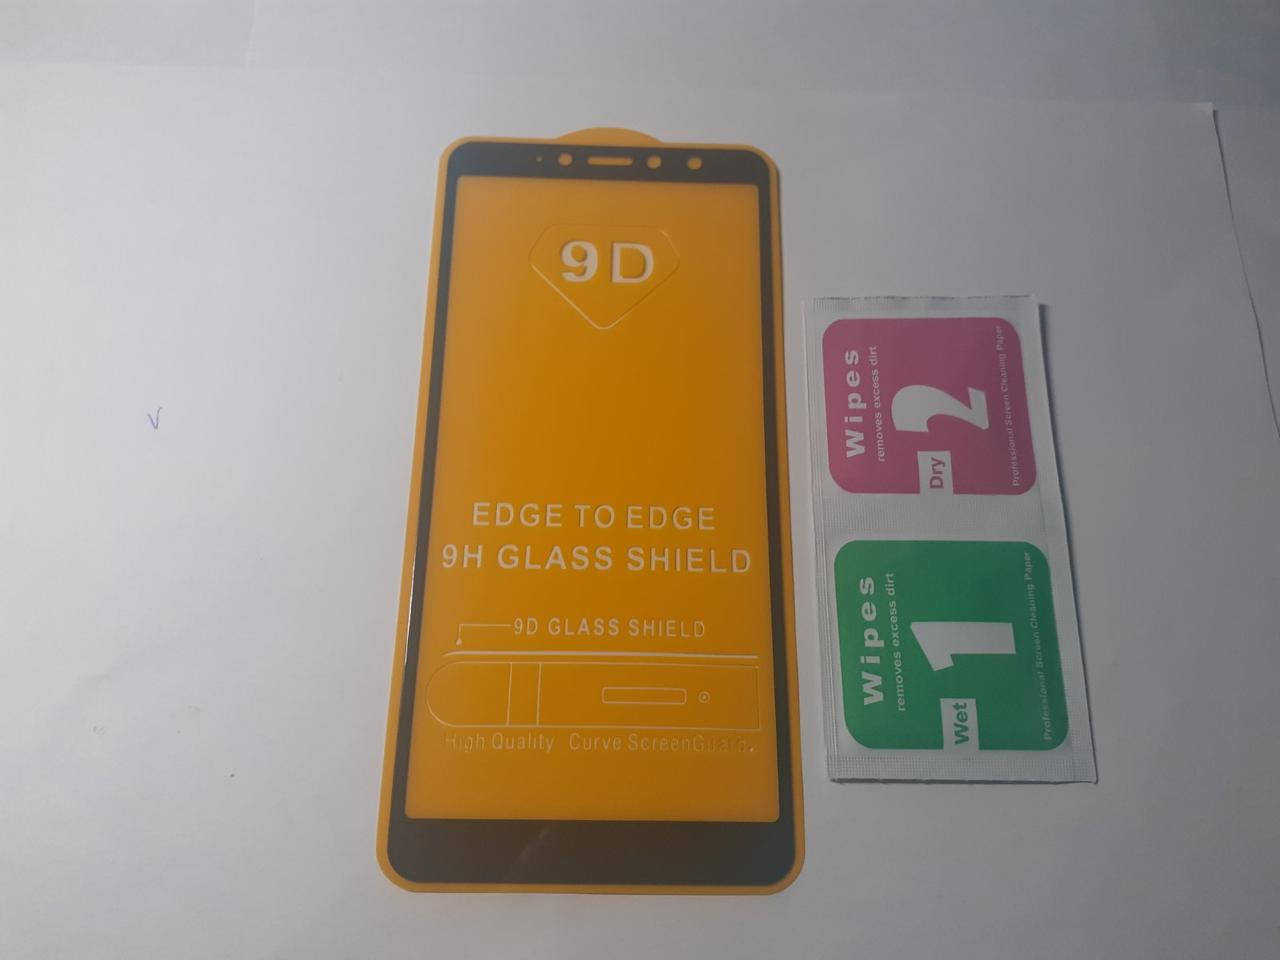 9D
EDGE TO EDGE
9H GLASS SHIELD
9D GLASS SHIELD
High Quality Curve ScreenGuard.
Wipes
removes excess dirt
2
Dry
Professional Screen Cleaning Paper
Wipes
removes excess dirt
1
Wet
Professional Screen Cleaning Paper